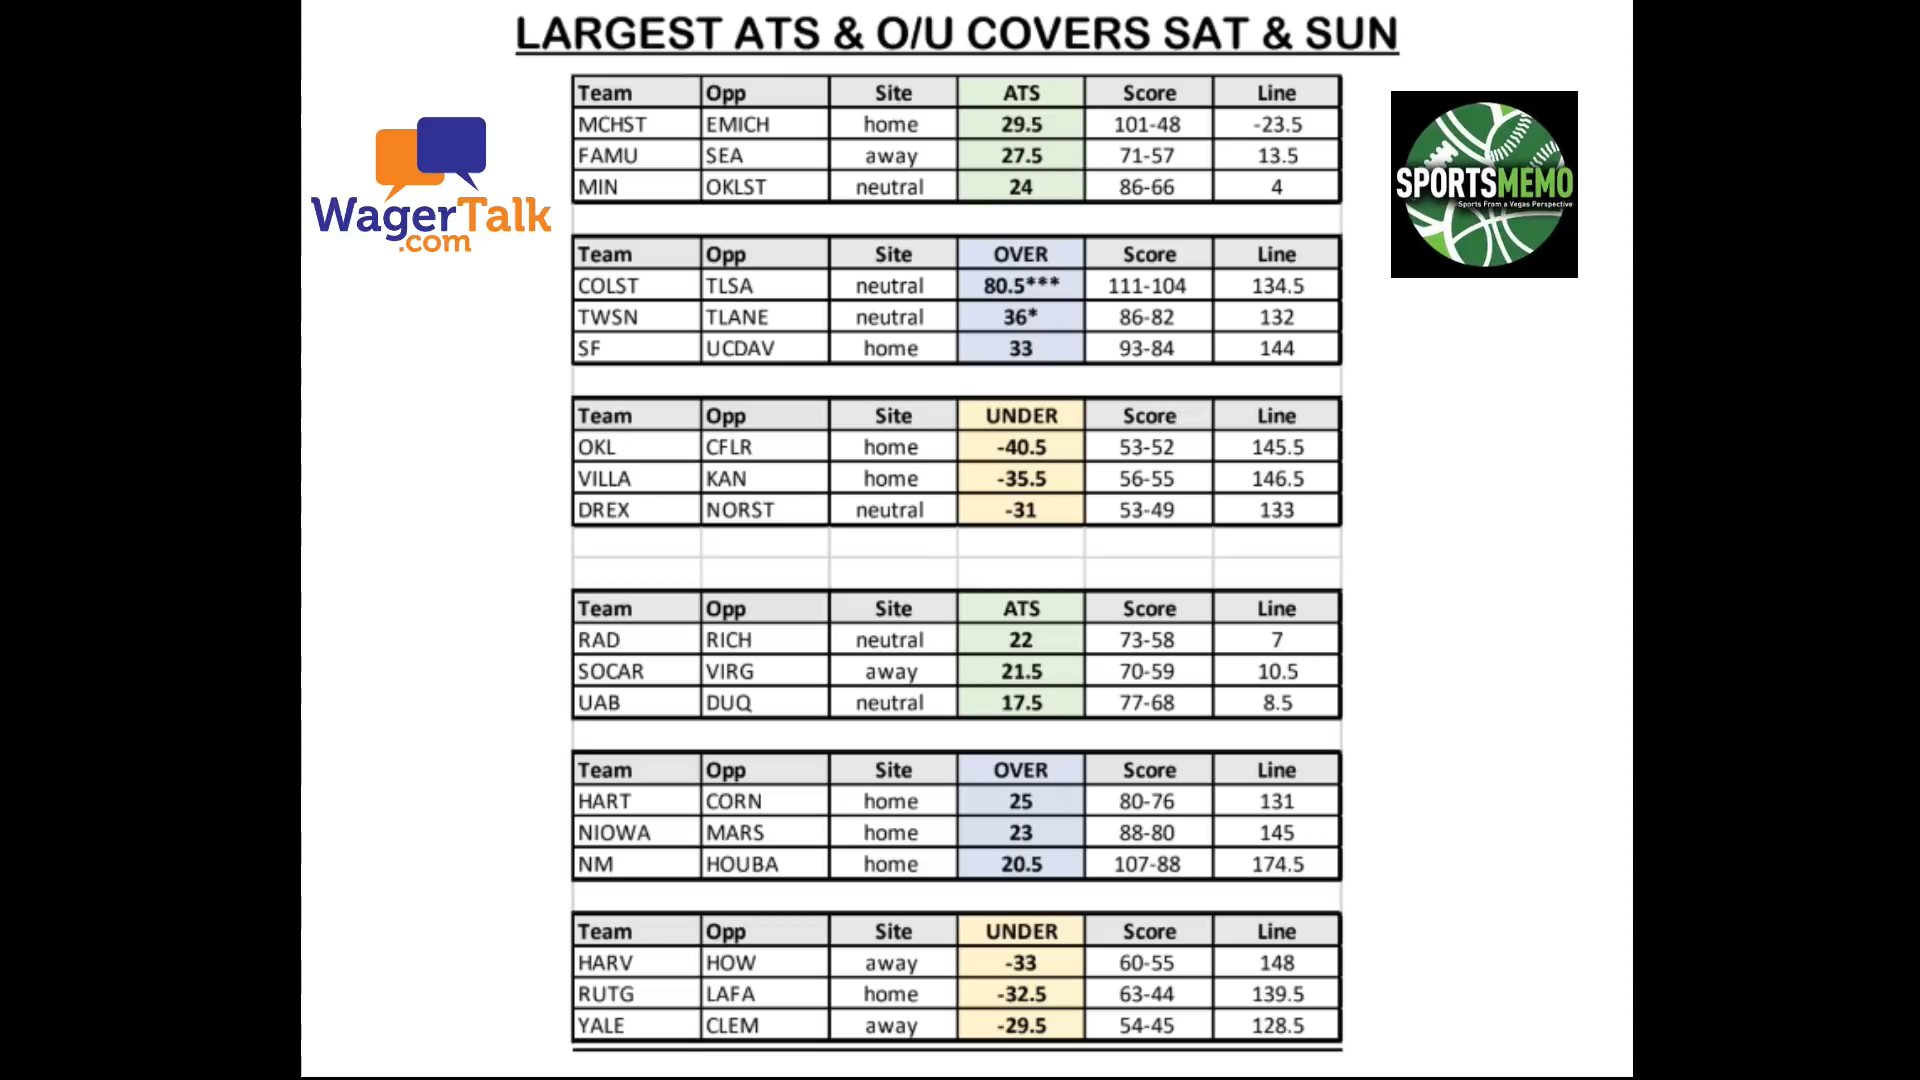 LARGEST ATS & O/U COVERS SAT & SUN
WagerTalk
.com
SPORTSMEMO
Sports From a Vegas Perspective
Team Opp Site ATS Score Line
MCHST EMICH home 29.5 101-48 -23.5
FAMU SEA away 27.5 71-57 13.5
MIN OKLST neutral 24 86-66 4
Team Opp Site OVER Score Line
COLST TLSA neutral 80.5*** 111-104 134.5
TWSN TLANE neutral 36* 86-82 132
SF UCDAV home 33 93-84 144
Team Opp Site UNDER Score Line
OKL CFLR home -40.5 53-52 145.5
VILLA KAN home -35.5 56-55 146.5
DREX NORST neutral -31 53-49 133
Team Opp Site ATS Score Line
RAD RICH neutral 22 73-58 7
SOCAR VIRG away 21.5 70-59 10.5
UAB DUQ neutral 17.5 77-68 8.5
Team Opp Site OVER Score Line
HART CORN home 25 80-76 131
NIOWA MARS home 23 88-80 145
NM HOUBA home 20.5 107-88 174.5
Team Opp Site UNDER Score Line
HARV HOW away -33 60-55 148
RUTG LAFA home -32.5 63-44 139.5
YALE CLEM away -29.5 54-45 128.5